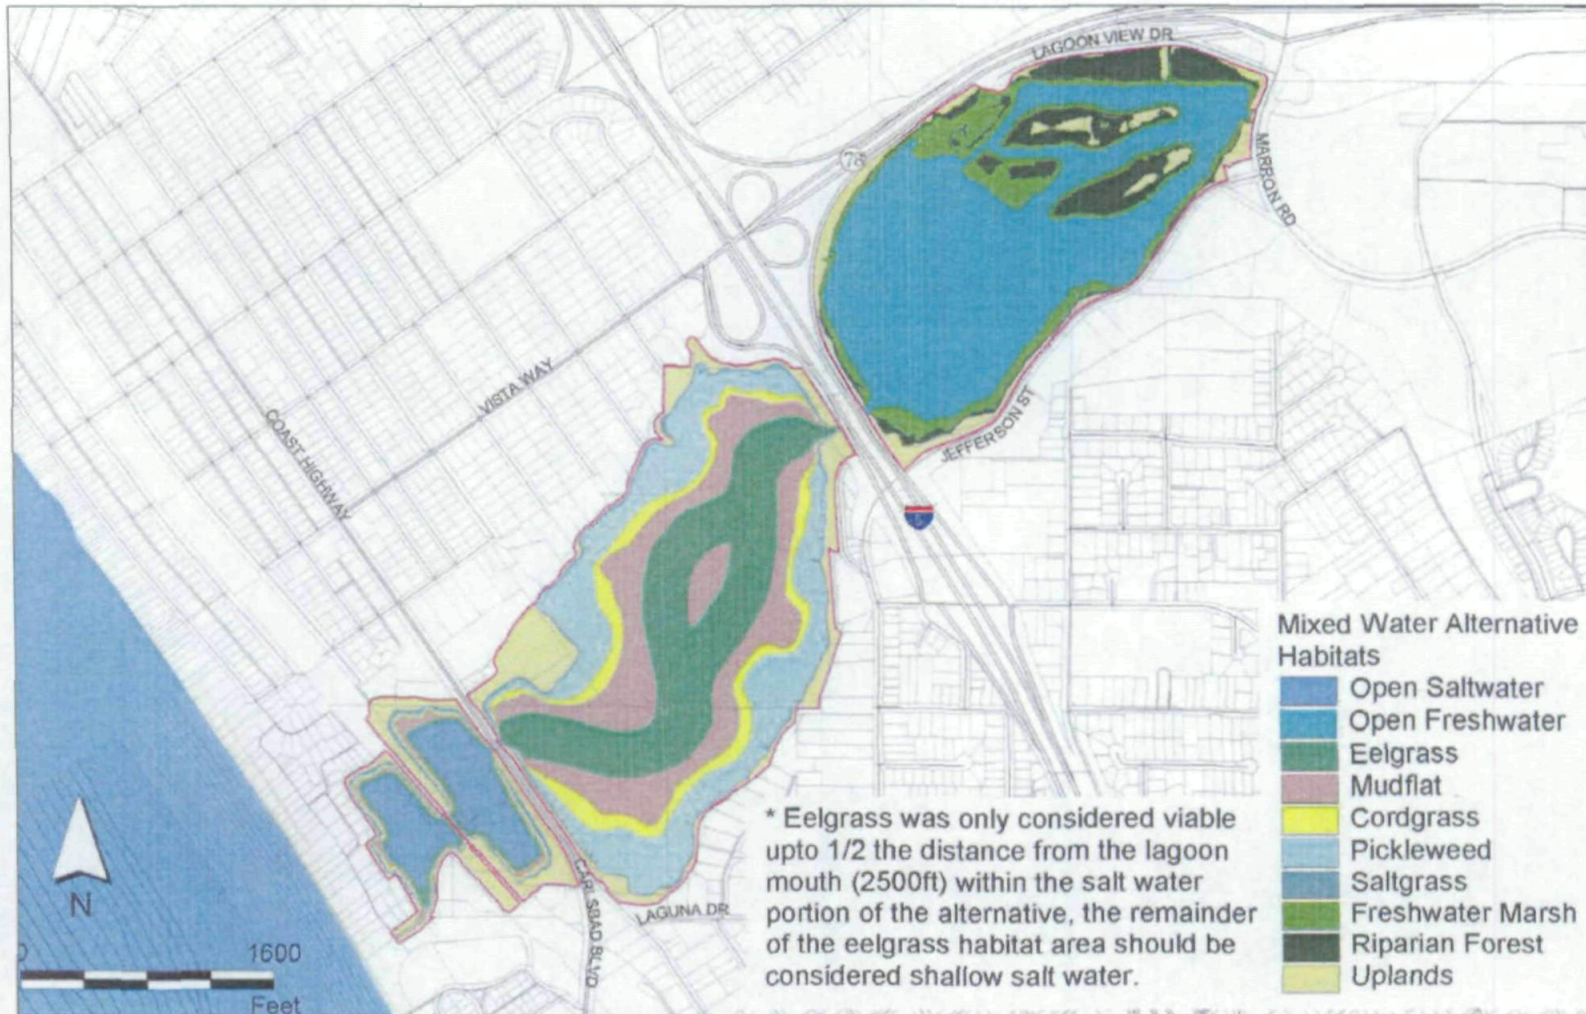 LAGOON VIEW DR
78
MARRON RD
VISTA WAY
COAST HIGHWAY
JEFFERSON ST
5
Mixed Water Alternative
Habitats
Open Saltwater
Open Freshwater
Eelgrass
Mudflat
Cordgrass
Pickleweed
Saltgrass
Freshwater Marsh
Riparian Forest
Uplands
* Eelgrass was only considered viable
upto 1/2 the distance from the lagoon
mouth (2500ft) within the salt water
portion of the alternative, the remainder
of the eelgrass habitat area should be
considered shallow salt water.
CARLSBAD BLVD
LAGUNA DR
N
0 1600
Feet